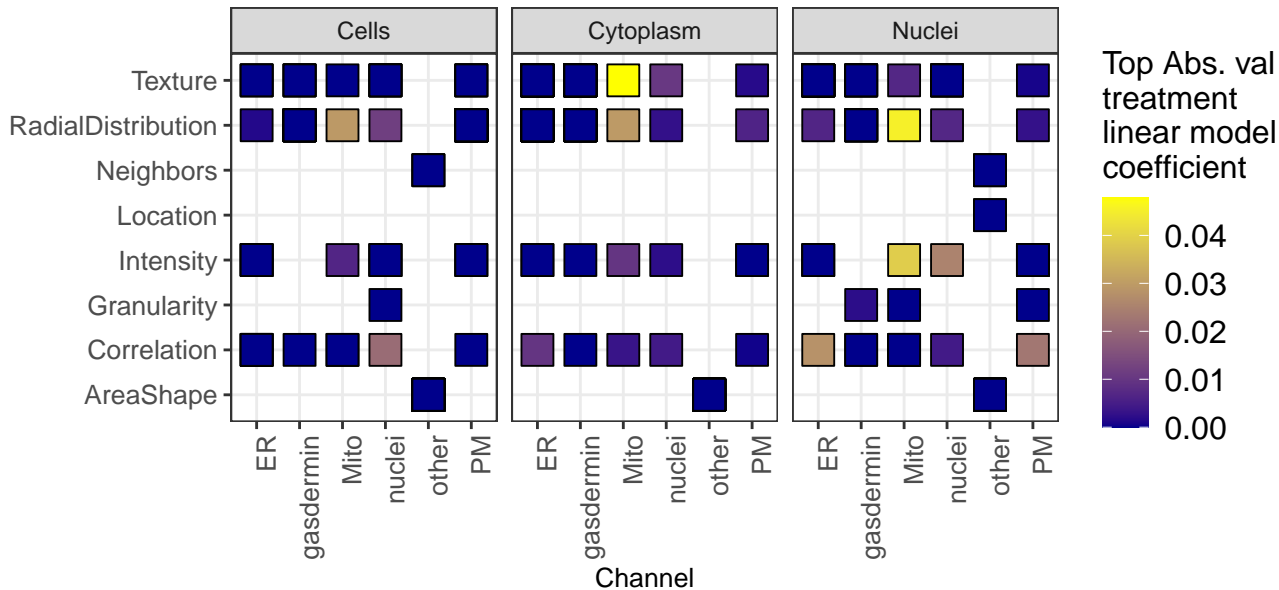 Cells
Cytoplasm
Nuclei
Texture
RadialDistribution
Neighbors
Location
Intensity
Granularity
Correlation
AreaShape
ER
gasdermin
Mito
nuclei
other
PM
ER
gasdermin
Mito
nuclei
other
PM
ER
gasdermin
Mito
nuclei
other
PM
Channel
Top Abs. val
treatment
linear model
coefficient
0.04
0.03
0.02
0.01
0.00